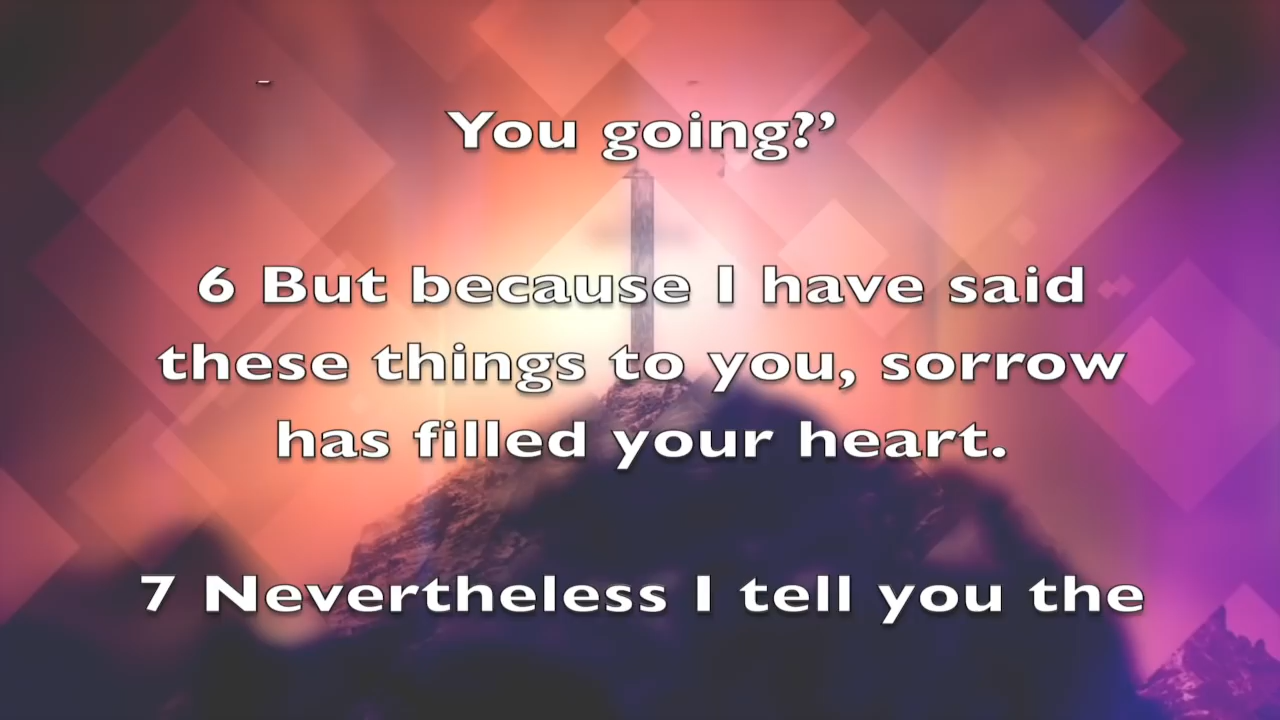 You going?’
6 But because I have said
these things to you, sorrow
has filled your heart.
7 Nevertheless I tell you the